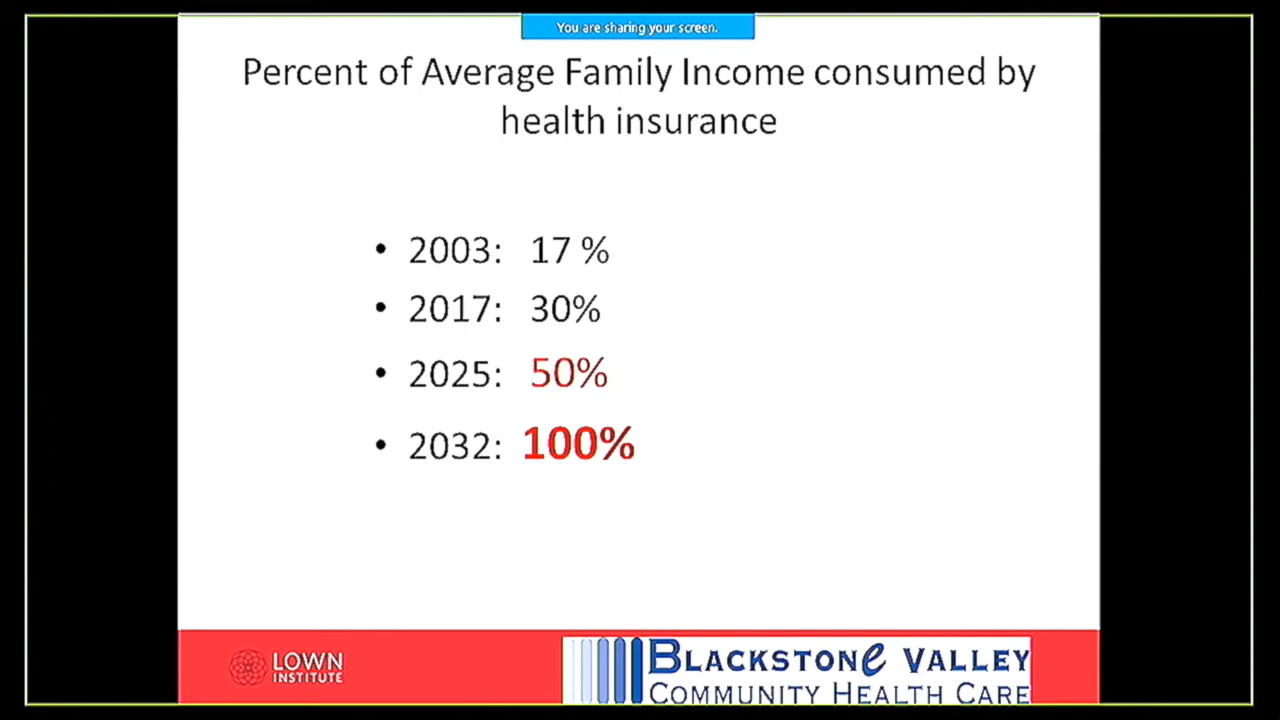 You are sharing your screen.
Percent of Average Family Income consumed by
health insurance
• 2003: 17 %
• 2017: 30%
• 2025: 50%
• 2032: 100%
LOWN
INSTITUTE
BLACKSTONe VALLEY
COMMUNITY HEALTH CARE